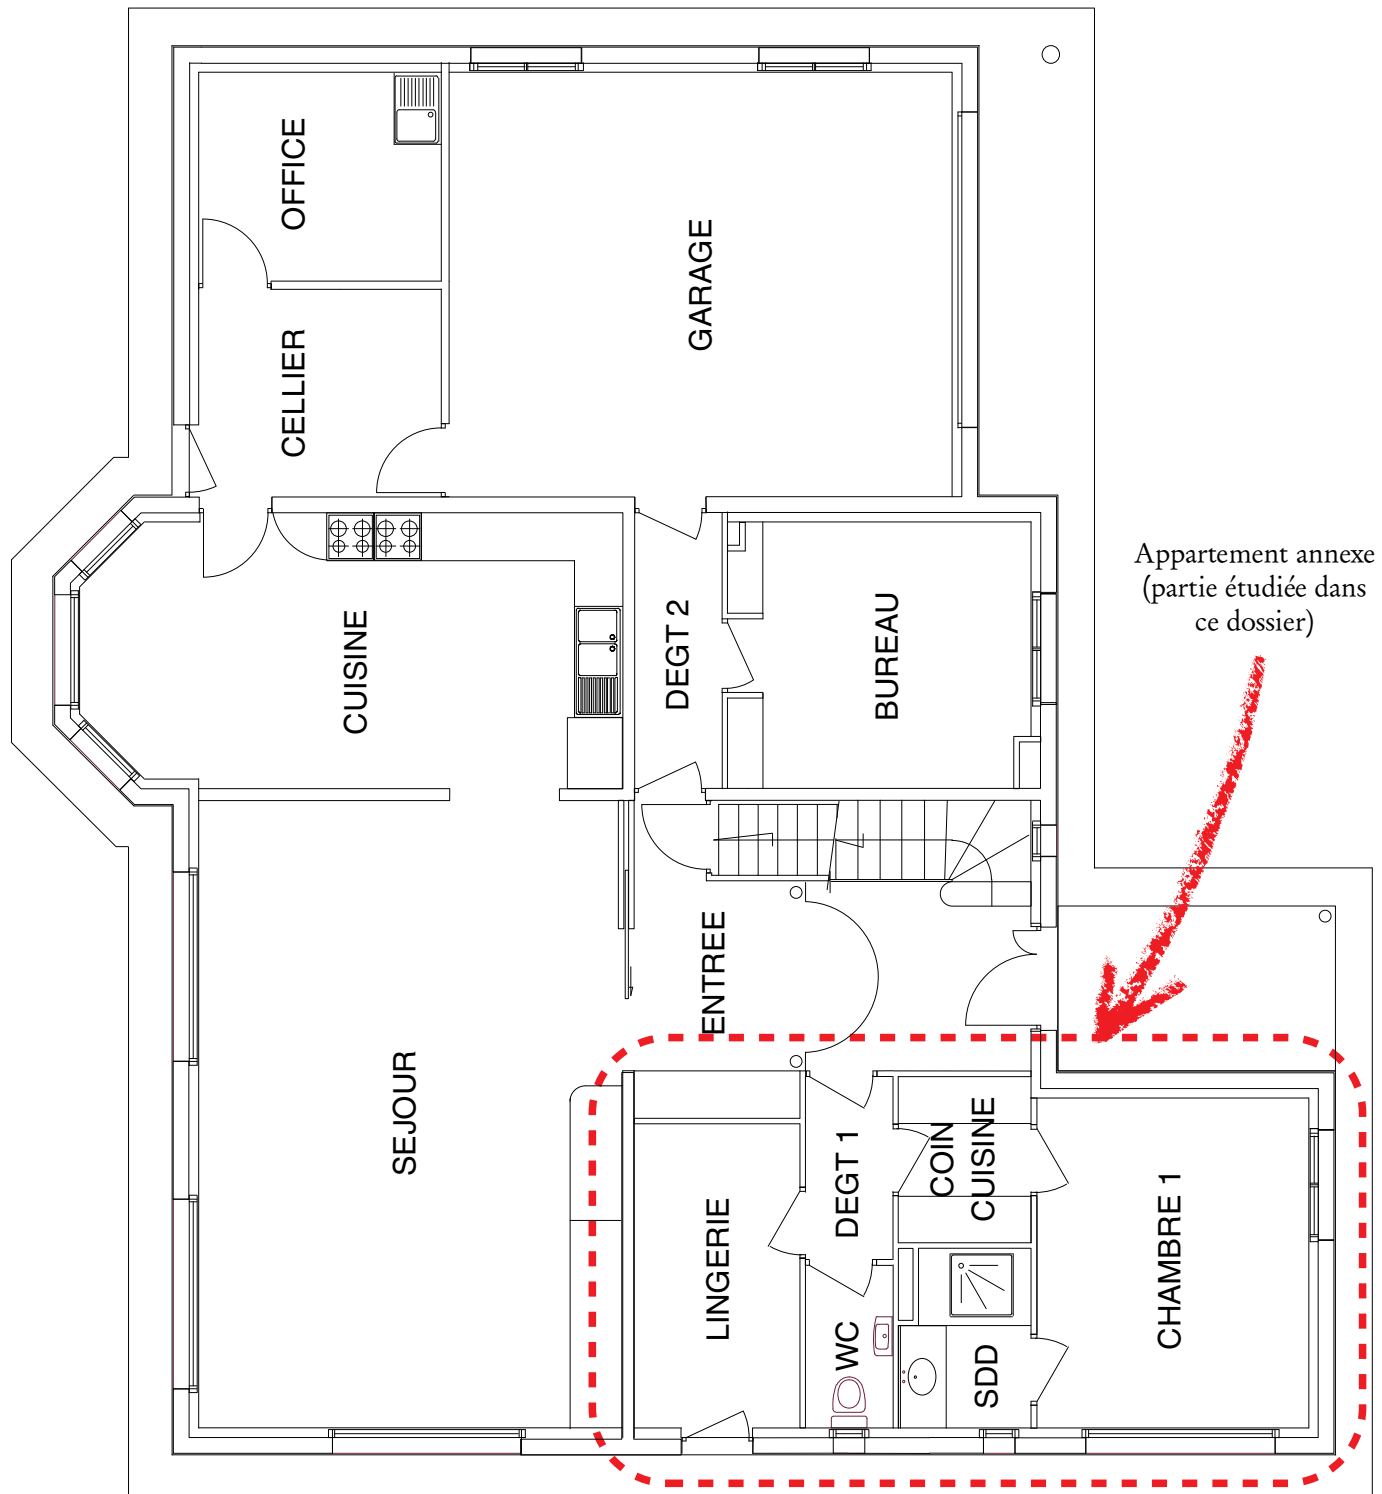 OFFICE
GARAGE
CELLIER
Appartement annexe
(partie étudiée dans
ce dossier)
CUISINE
DEGT 2
BUREAU
ENTREE
SEJOUR
LINGERIE
DEGT 1
COIN
CUISINE
CHAMBRE 1
WC
SDD